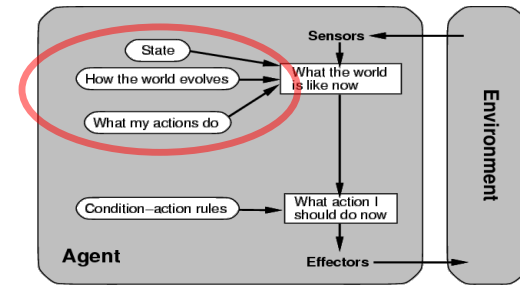 Sensors
State
How the world evolves
What my actions do
What the world
is like now
Condition–action rules
What action I
should do now
Agent
Effectors
Environment